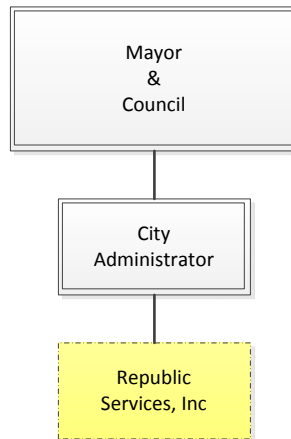 Mayor
&
Council
City
Administrator
Republic
Services, Inc